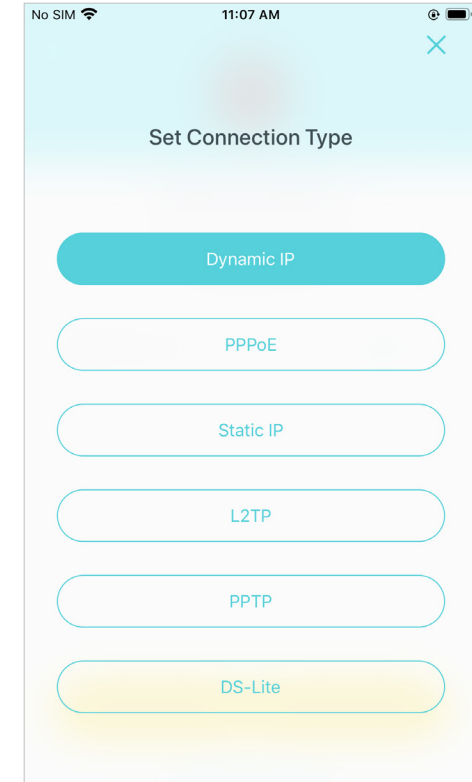 No SIM 11:07 AM
Set Connection Type
Dynamic IP
PPPoE
Static IP
L2TP
PPTP
DS-Lite